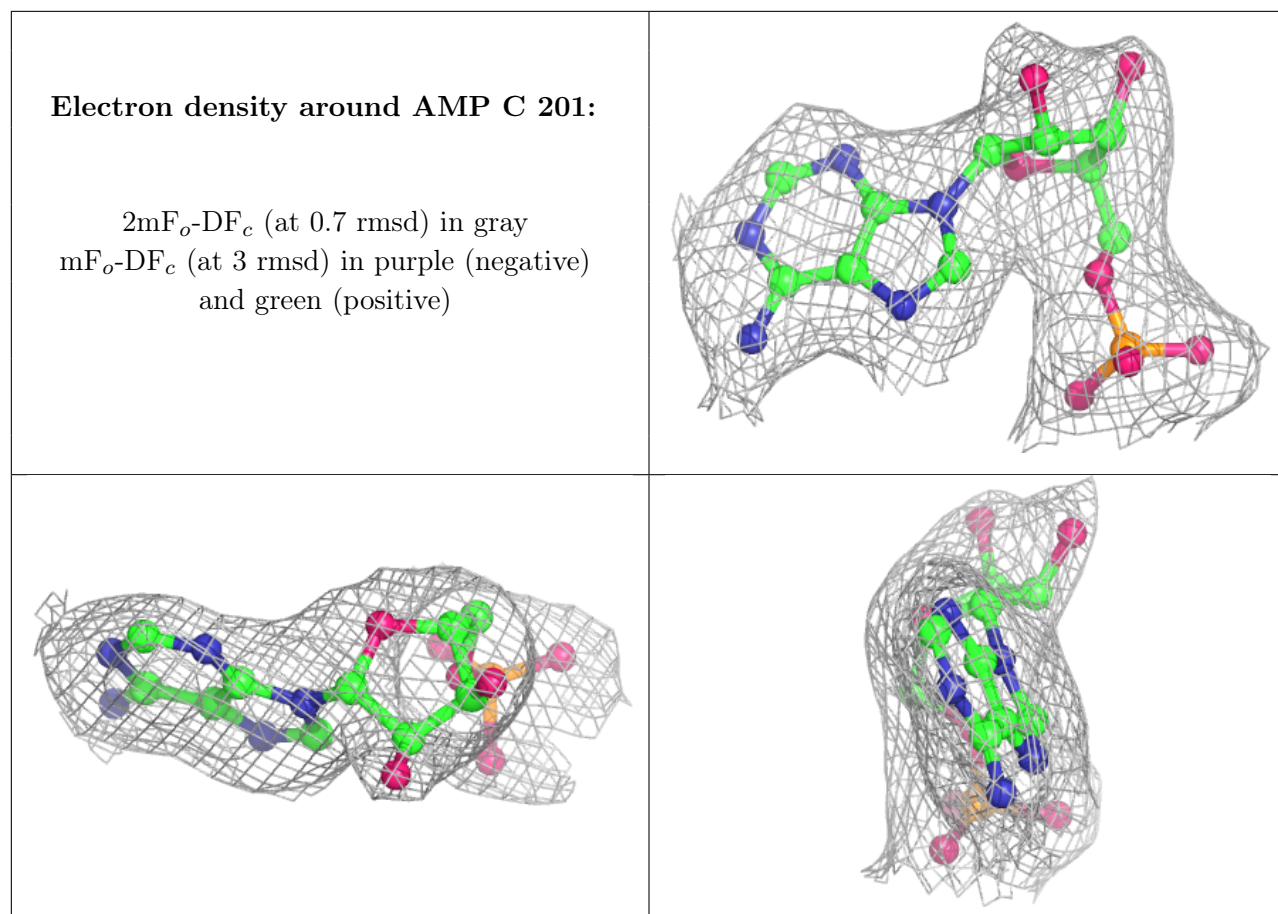 Electron density around AMP C 201:
2mFo-DFc (at 0.7 rmsd) in gray
mFo-DFc (at 3 rmsd) in purple (negative)
and green (positive)